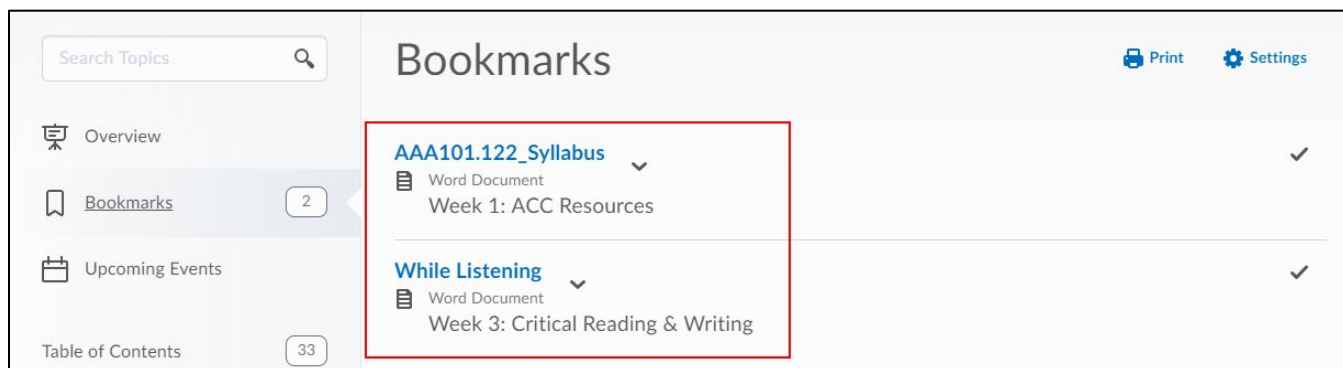 Search Topics
Overview
Bookmarks 2
Upcoming Events
Table of Contents 33
Bookmarks
Print Settings
AAA101.122_Syllabus
Word Document
Week 1: ACC Resources
While Listening
Word Document
Week 3: Critical Reading & Writing